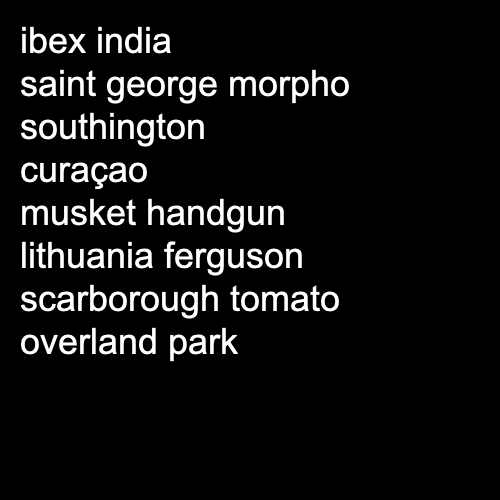 ibex india
saint george morpho
southington
curaçao
musket handgun
lithuania ferguson
scarborough tomato
overland park